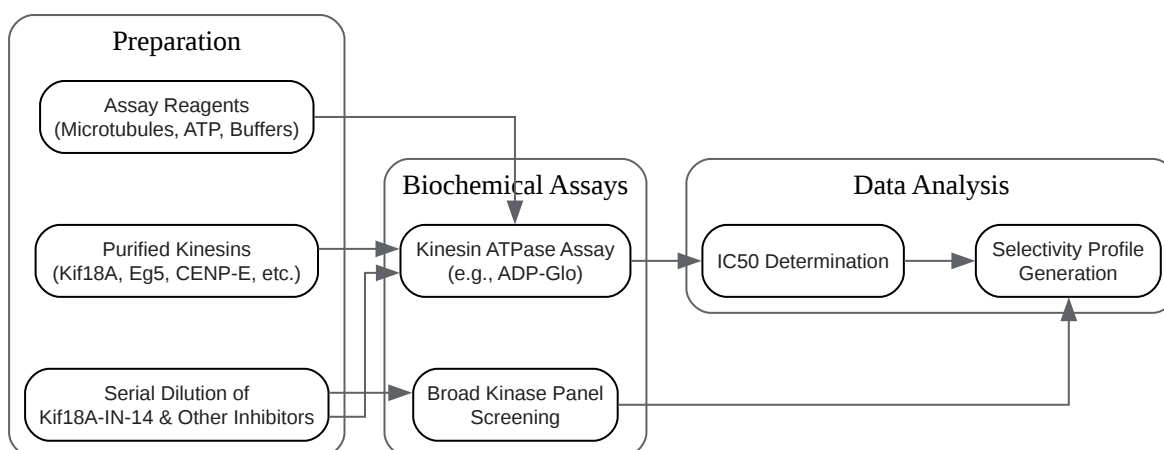 Preparation
Assay Reagents
(Microtubules, ATP, Buffers)
Purified Kinesins
(Kif18A, Eg5, CENP-E, etc.)
Serial Dilution of
Kif18A-IN-14 & Other Inhibitors
Biochemical Assays
Kinesin ATPase Assay
(e.g., ADP-Glo)
Broad Kinase Panel
Screening
Data Analysis
IC50 Determination
Selectivity Profile
Generation